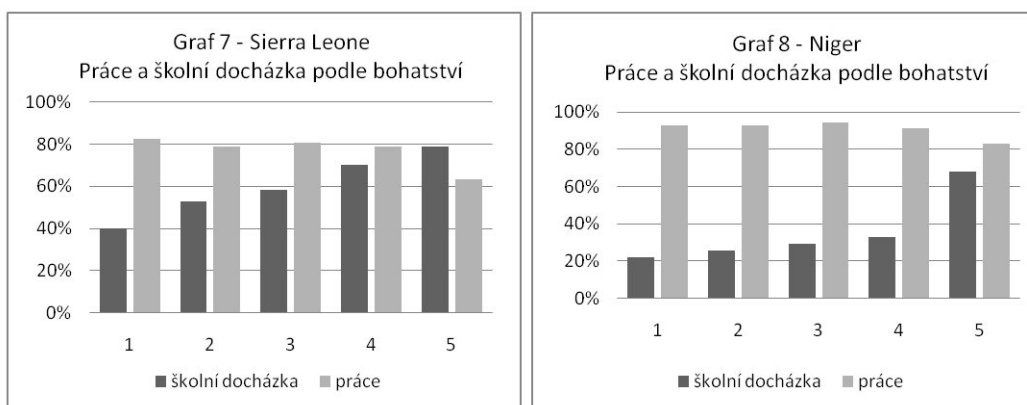 Graf 7 - Sierra Leone
Práce a školní docházka podle bohatství
100%
80%
60%
40%
20%
0%
1 2 3 4 5
školní docházka práce
Graf 8 - Niger
Práce a školní docházka podle bohatství
100%
80%
60%
40%
20%
0%
1 2 3 4 5
školní docházka práce